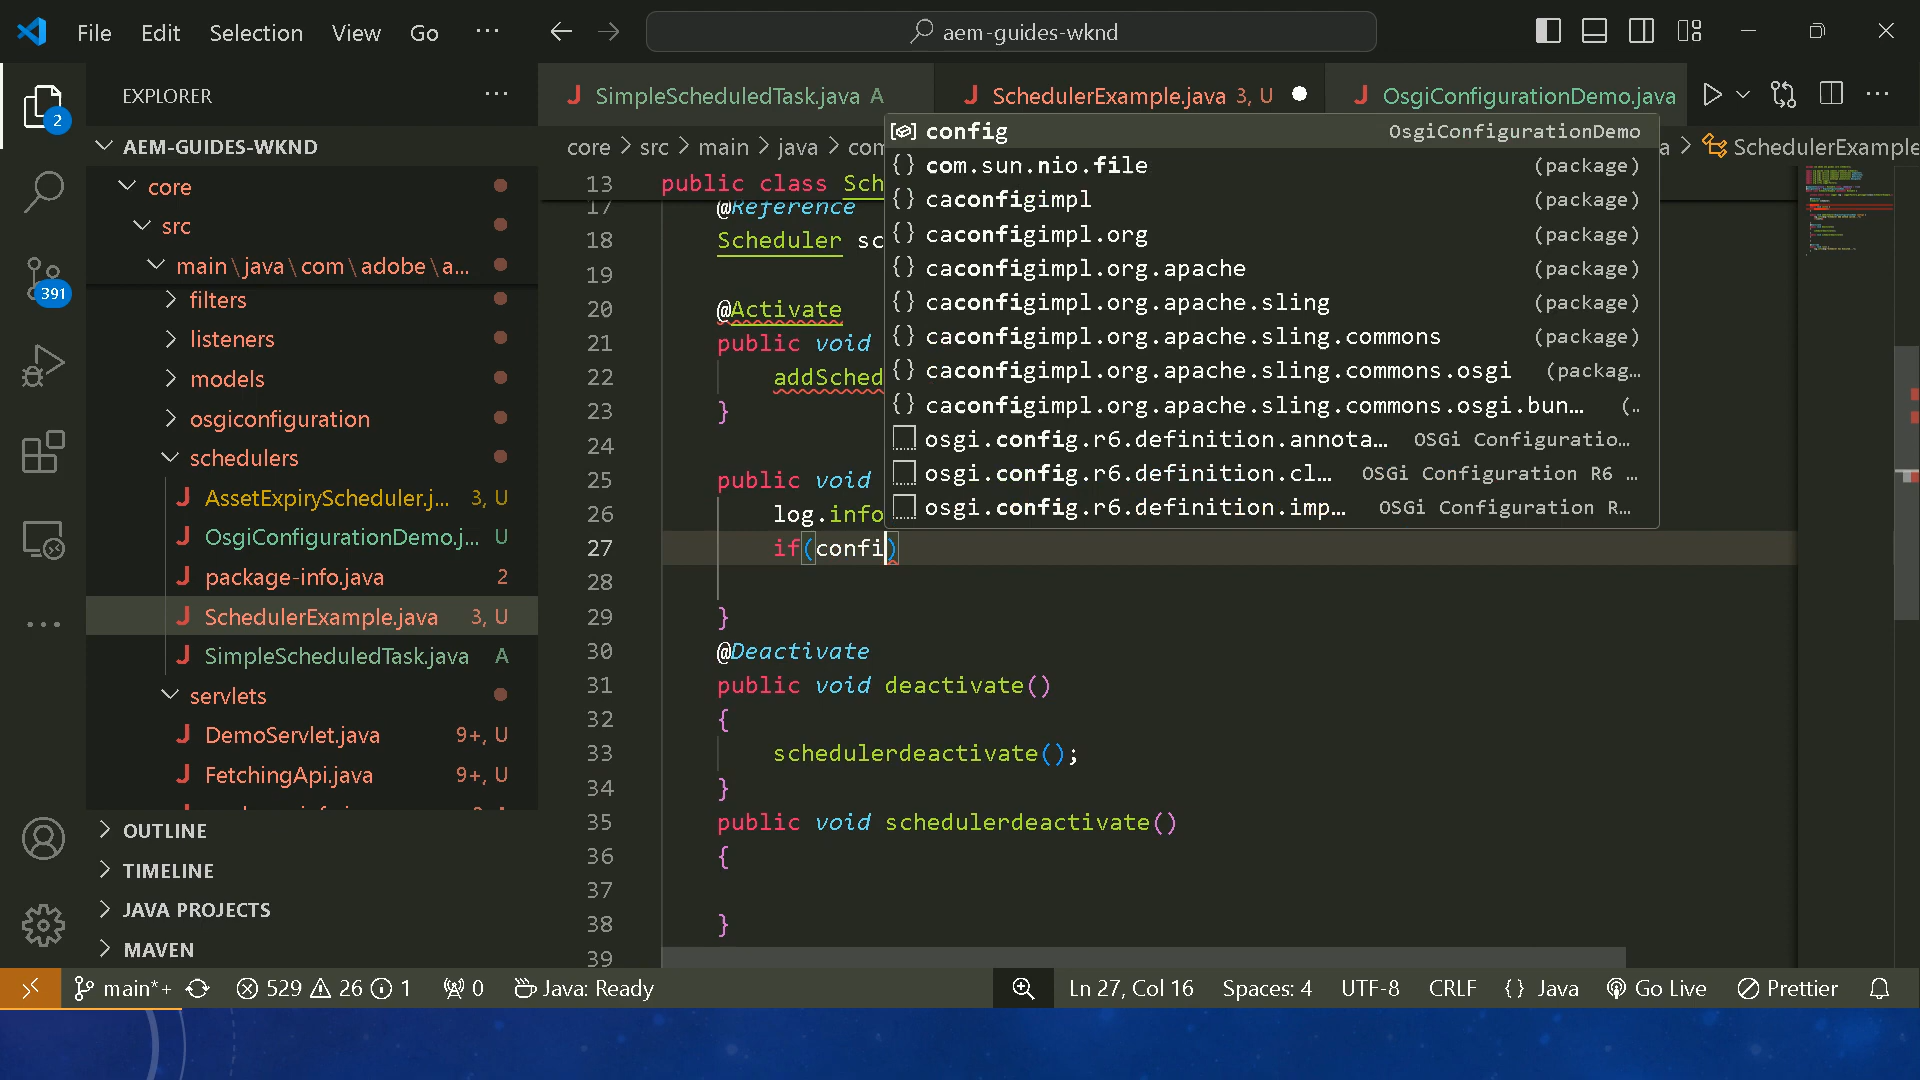 File Edit Selection View Go ···
aem-guides-wknd
EXPLORER
SimpleScheduledTask.java A
SchedulerExample.java 3, U
OsgiConfigurationDemo.java
AEM-GUIDES-WKND
core
src
main\java\com\adobe\a...
filters
listeners
models
osgiconfiguration
schedulers
AssetExpiryScheduler.j... 3, U
OsgiConfigurationDemo.j... U
package-info.java 2
SchedulerExample.java 3, U
SimpleScheduledTask.java A
servlets
DemoServlet.java 9+, U
FetchingApi.java 9+, U
OUTLINE
TIMELINE
JAVA PROJECTS
MAVEN
2
391
core > src > main > java > com
SchedulerExample
13 public class Sch
17 @Reference
18 Scheduler sc
19
20 @Activate
21 public void
22 addSched
23 }
24
25 public void
26 log.info
27 if(confi)
28
29 }
30 @Deactivate
31 public void deactivate()
32 {
33 schedulerdeactivate();
34 }
35 public void schedulerdeactivate()
36 {
37
38 }
39
config OsgiConfigurationDemo
{} com.sun.nio.file (package)
{} caconfigimpl (package)
{} caconfigimpl.org (package)
{} caconfigimpl.org.apache (package)
{} caconfigimpl.org.apache.sling (package)
{} caconfigimpl.org.apache.sling.commons (package)
{} caconfigimpl.org.apache.sling.commons.osgi (packag…
{} caconfigimpl.org.apache.sling.commons.osgi.bun… (…
osgi.config.r6.definition.annota… OSGi Configuratio…
osgi.config.r6.definition.cl… OSGi Configuration R6 …
osgi.config.r6.definition.imp… OSGi Configuration R…
main*+ 529 26 1 0 Java: Ready Ln 27, Col 16 Spaces: 4 UTF-8 CRLF {} Java Go Live Prettier